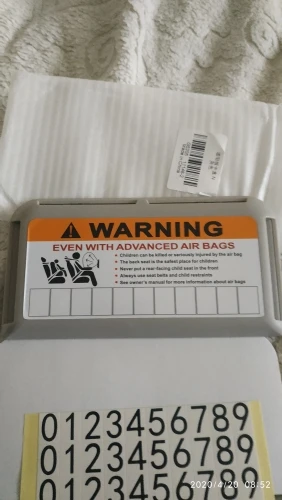 WARNING
EVEN WITH ADVANCED AIR BAGS
• Children can be killed or seriously injured by the air bag
• The back seat is the safest place for children
• Never put a rear-facing child seat in the front
• Always use seat belts and child restraints
• See owner's manual for more information about air bags
0123456789
0123456789
0123456789
2020/4/20 08:52